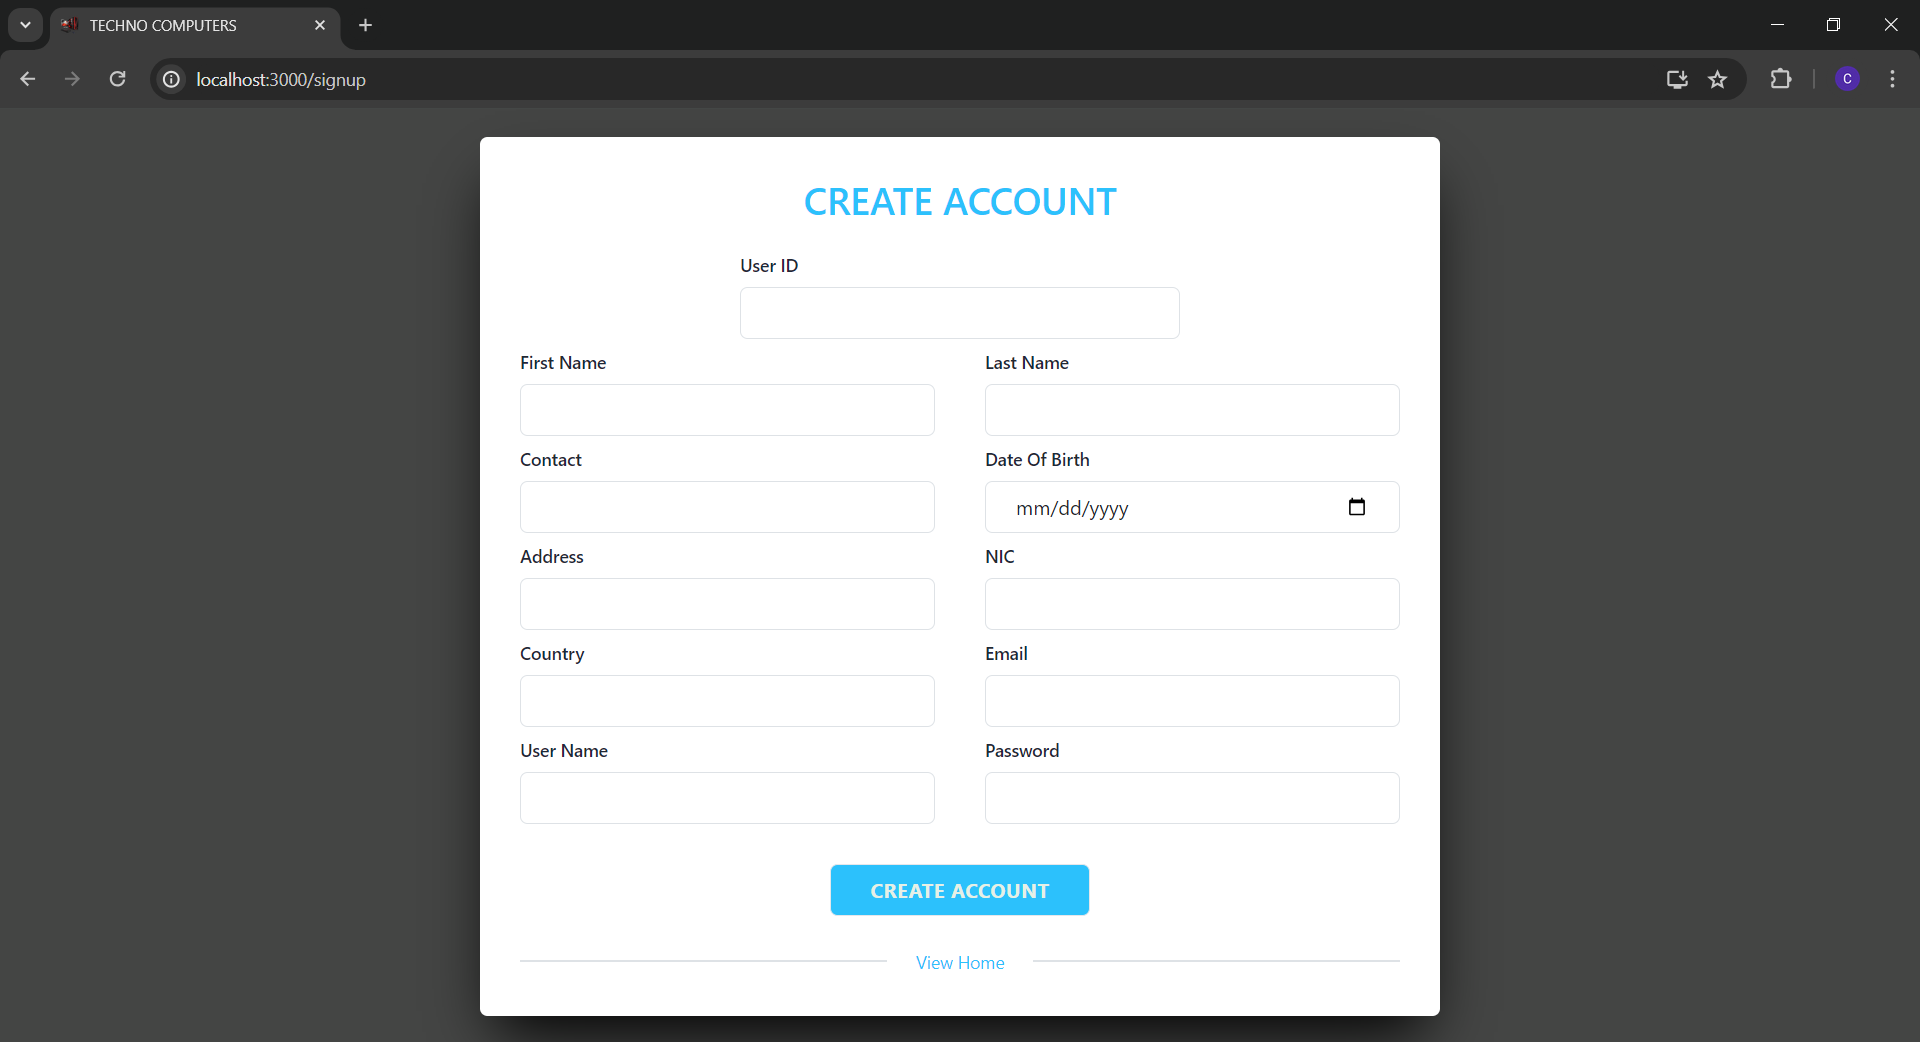 TECHNO COMPUTERS
localhost:3000/signup
C
CREATE ACCOUNT
User ID
First Name
Last Name
Contact
Date Of Birth
mm/dd/yyyy
Address
NIC
Country
Email
User Name
Password
CREATE ACCOUNT
View Home